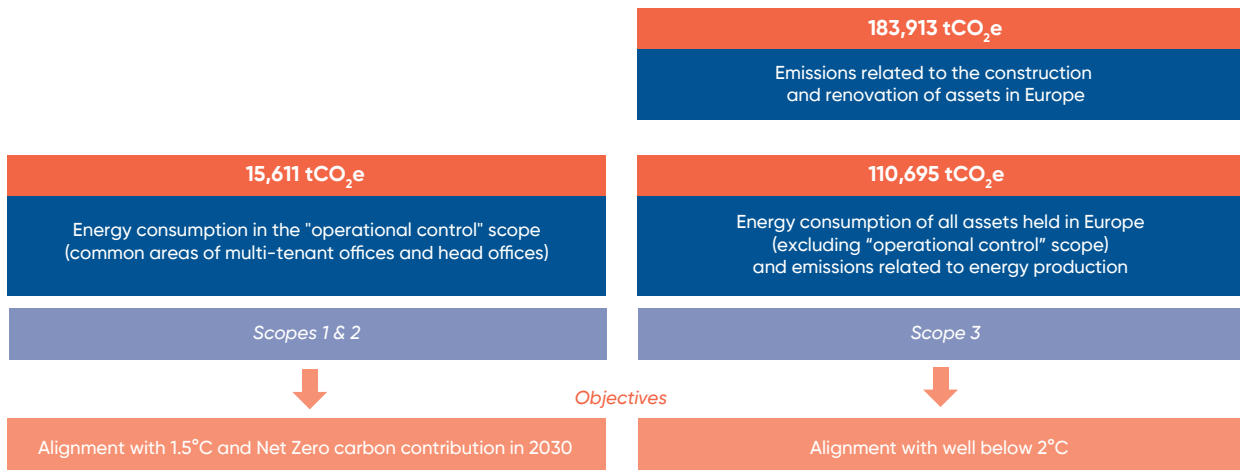 183,913 tCO₂e
Emissions related to the construction
and renovation of assets in Europe
15,611 tCO₂e
Energy consumption in the "operational control" scope
(common areas of multi-tenant offices and head offices)
110,695 tCO₂e
Energy consumption of all assets held in Europe
(excluding “operational control” scope)
and emissions related to energy production
Scopes 1 & 2
Scope 3
Objectives
Alignment with 1.5°C and Net Zero carbon contribution in 2030
Alignment with well below 2°C